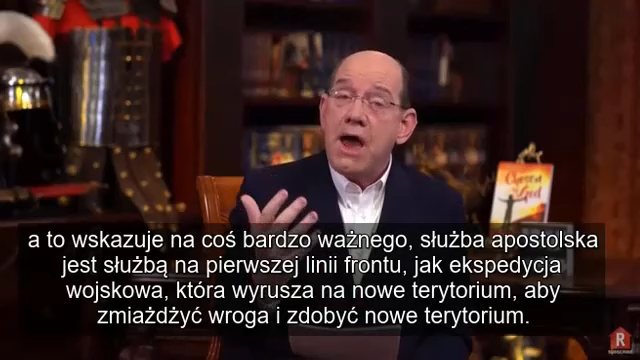 Christ
a to wskazuje na coś bardzo ważnego, służba apostolska
jest służbą na pierwszej linii frontu, jak ekspedycja
wojskowa, która wyrusza na nowe terytorium, aby
zmiażdżyć wroga i zdobyć nowe terytorium.
R